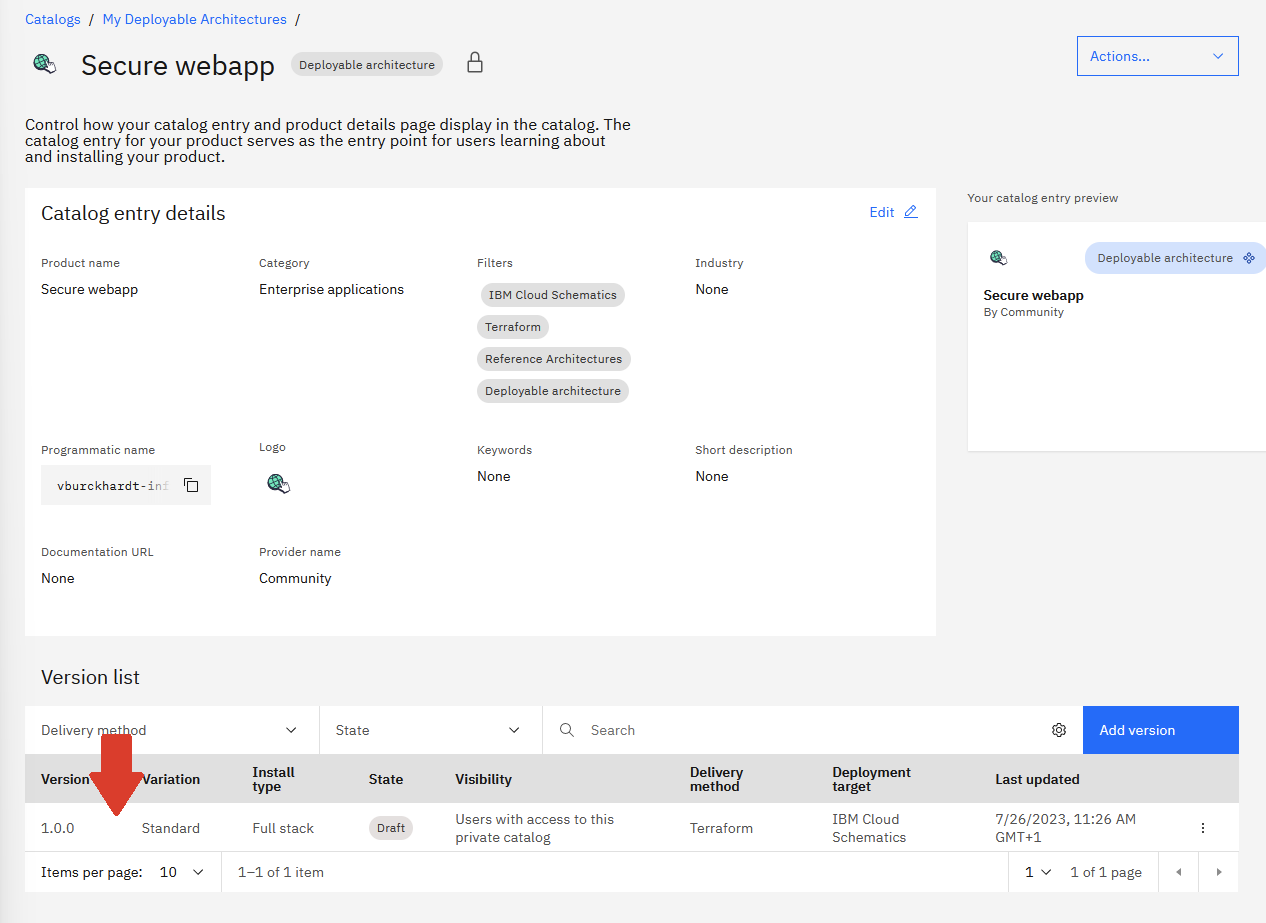 Catalogs / My Deployable Architectures /
Secure webapp Deployable architecture
Actions...
Control how your catalog entry and product details page display in the catalog. The
catalog entry for your product serves as the entry point for users learning about
and installing your product.
Catalog entry details
Edit
Product name
Secure webapp
Category
Enterprise applications
Filters
IBM Cloud Schematics
Terraform
Reference Architectures
Deployable architecture
Industry
None
Programmatic name
vburckhardt-inf
Logo
Keywords
None
Short description
None
Documentation URL
None
Provider name
Community
Your catalog entry preview
Deployable architecture
Secure webapp
By Community
Version list
Delivery method
State
Search
Add version
Version
Variation
Install
type
State
Visibility
Delivery
method
Deployment
target
Last updated
1.0.0
Standard
Full stack
Draft
Users with access to this
private catalog
Terraform
IBM Cloud
Schematics
7/26/2023, 11:26 AM
GMT+1
Items per page: 10
1–1 of 1 item
1
1 of 1 page